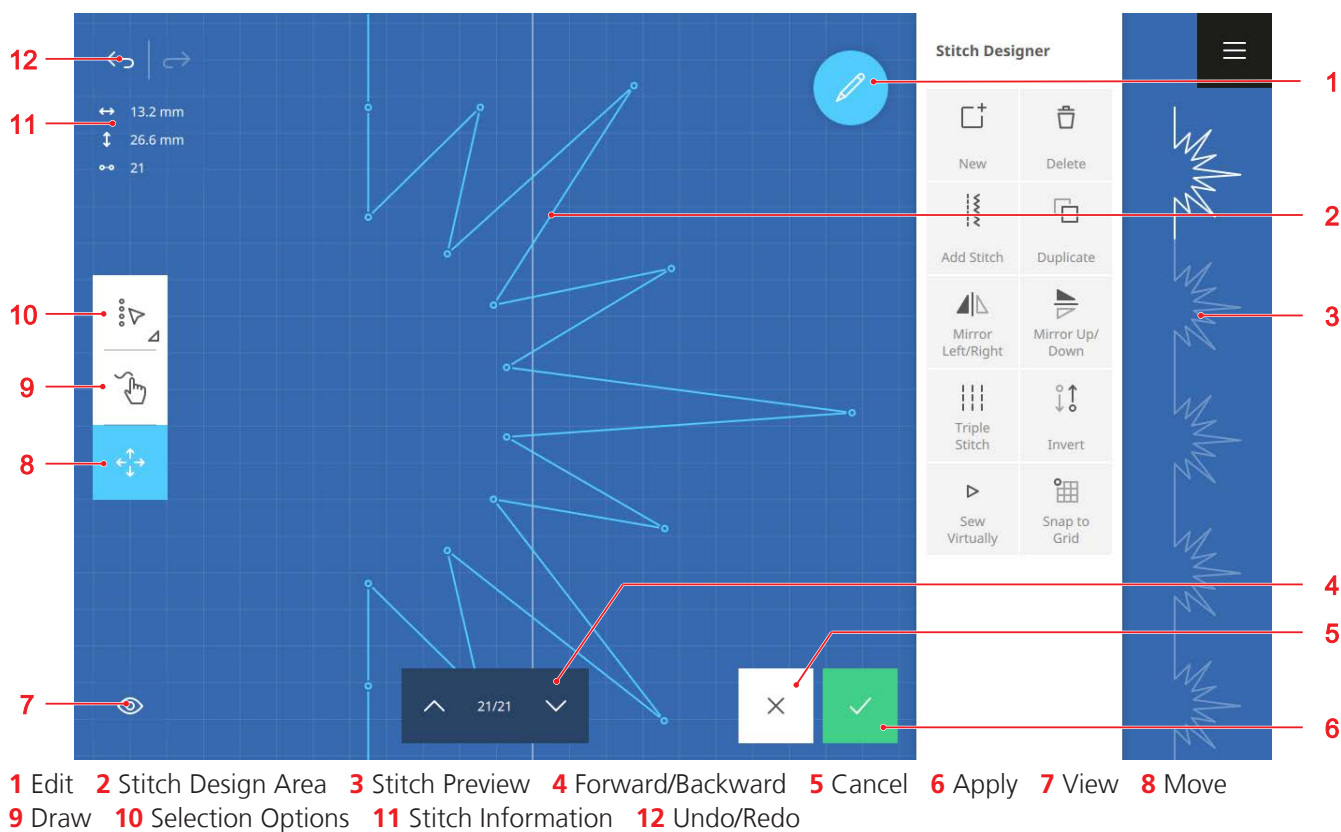 12
11
13.2 mm
26.6 mm
21
10
9
8
7
21/21
Stitch Designer
New
Delete
Add Stitch
Duplicate
Mirror
Left/Right
Mirror Up/
Down
Triple
Stitch
Invert
Sew
Virtually
Snap to
Grid
1
2
3
4
5
6
1 Edit 2 Stitch Design Area 3 Stitch Preview 4 Forward/Backward 5 Cancel 6 Apply 7 View 8 Move
9 Draw 10 Selection Options 11 Stitch Information 12 Undo/Redo